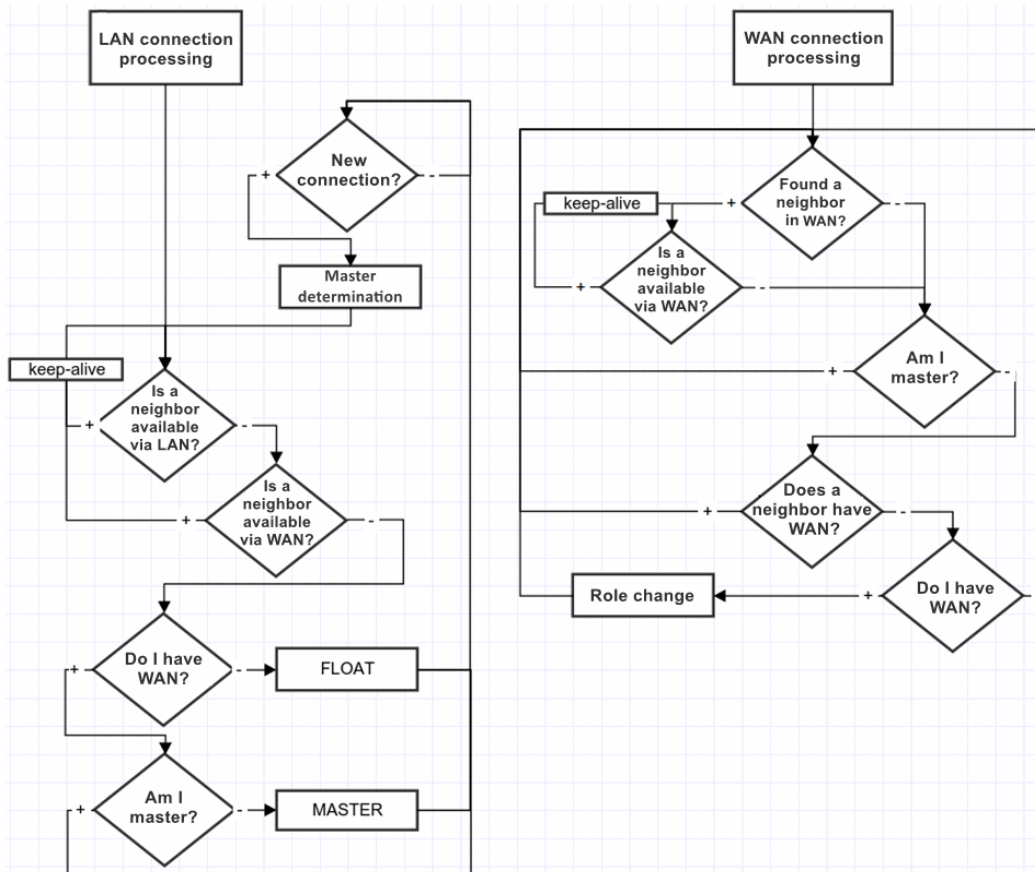 LAN connection
processing
New
connection?
+
-
Master
determination
keep-alive
Is a
neighbor
available
via LAN?
+
-
Is a
neighbor
available
via WAN?
+
-
Do I have
WAN?
+
-
FLOAT
Am I
master?
+
-
MASTER
WAN connection
processing
Found a
neighbor
in WAN?
+
-
keep-alive
Is a
neighbor
available
via WAN?
+
-
Am I
master?
+
-
Does a
neighbor have
WAN?
+
-
Do I have
WAN?
+
Role change